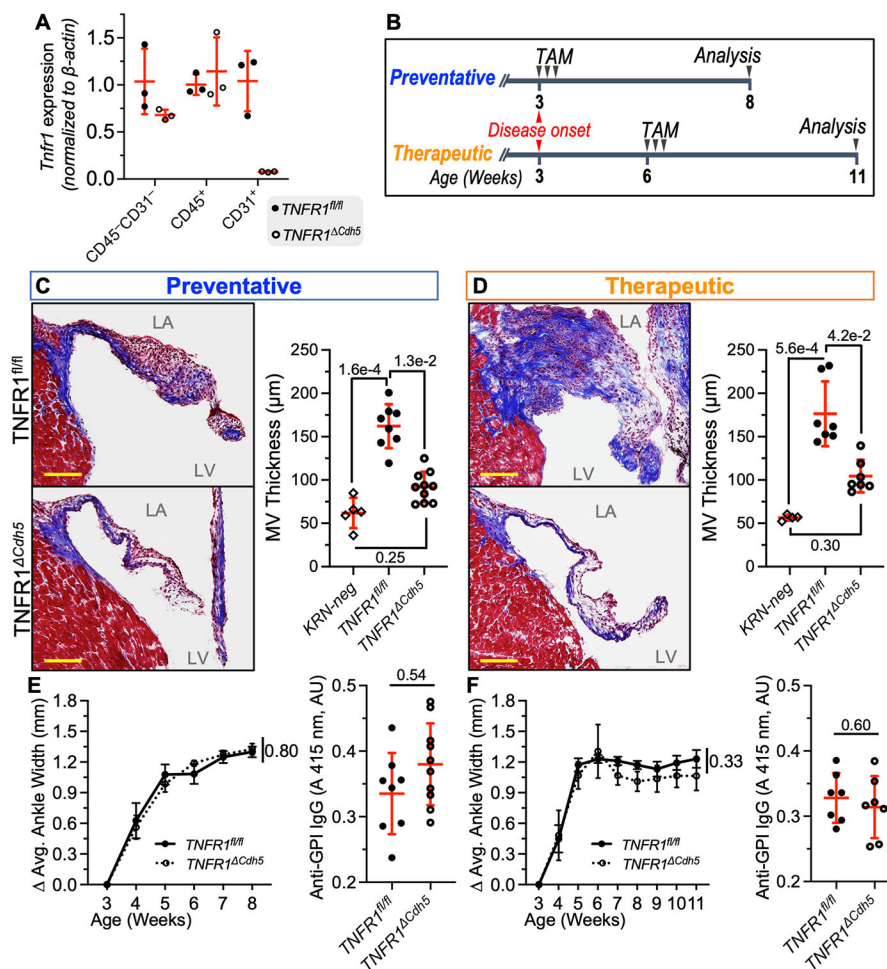 A
Tnfr1 expression
(normalized to β-actin)
1.5
1.0
0.5
0.0
CD45⁻CD31⁻
CD45⁺
CD31⁺
TNFR1fl/fl
TNFR1ΔCdh5
B
TAM
Analysis
Preventative
3
8
Disease onset
TAM
Analysis
Therapeutic
Age (Weeks)
3
6
11
C
Preventative
TNFR1fl/fl
LA
LV
TNFR1ΔCdh5
LA
LV
MV Thickness (µm)
250
200
150
100
50
0
1.6e-4
1.3e-2
0.25
KRN-neg
TNFR1fl/fl
TNFR1ΔCdh5
D
Therapeutic
LA
LV
LA
LV
MV Thickness (µm)
250
200
150
100
50
0
5.6e-4
4.2e-2
0.30
KRN-neg
TNFR1fl/fl
TNFR1ΔCdh5
E
Δ Avg. Ankle Width (mm)
1.8
1.5
1.2
0.9
0.6
0.3
0.0
0.80
TNFR1fl/fl
TNFR1ΔCdh5
3 4 5 6 7 8
Age (Weeks)
Anti-GPI IgG (A 415 nm, AU)
0.5
0.4
0.3
0.2
0.54
TNFR1fl/fl
TNFR1ΔCdh5
F
Δ Avg. Ankle Width (mm)
1.8
1.5
1.2
0.9
0.6
0.3
0.0
0.33
TNFR1fl/fl
TNFR1ΔCdh5
3 4 5 6 7 8 9 10 11
Age (Weeks)
Anti-GPI IgG (A 415 nm, AU)
0.5
0.4
0.3
0.2
0.60
TNFR1fl/fl
TNFR1ΔCdh5